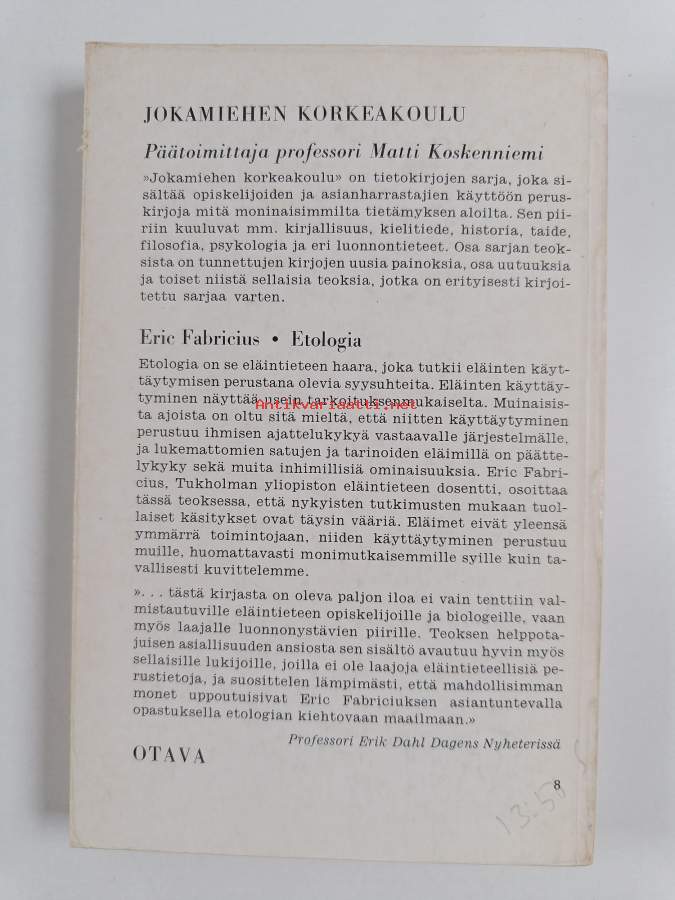 JOKAMIEHEN KORKEAKOULU
Päätoimittaja professori Matti Koskenniemi
»Jokamiehen korkeakoulu» on tietokirjojen sarja, joka si-
sältää opiskelijoiden ja asianharrastajien käyttöön perus-
kirjoja mitä moninaisimmilta tietämyksen aloilta. Sen pii-
riin kuuluvat mm. kirjallisuus, kielitiede, historia, taide,
filosofia, psykologia ja eri luonnontieteet. Osa sarjan teok-
sista on tunnettujen kirjojen uusia painoksia, osa uutuuksia
ja toiset niistä sellaisia teoksia, jotka on erityisesti kirjoi-
tettu sarjaa varten.
Eric Fabricius • Etologia
Etologia on se eläintieteen haara, joka tutkii eläinten käyt-
täytymisen perustana olevia syysuhteita. Eläinten käyttäy-
tyminen näyttää usein tarkoituksenmukaiselta. Muinaisis-
Antikvariaatti.net
ta ajoista on oltu sitä mieltä, että niitten käyttäytyminen
perustuu ihmisen ajattelukykyä vastaavalle järjestelmälle,
ja lukemattomien satujen ja tarinoiden eläimillä on päätte-
lykyky sekä muita inhimillisiä ominaisuuksia. Eric Fabri-
cius, Tukholman yliopiston eläintieteen dosentti, osoittaa
tässä teoksessa, että nykyisten tutkimusten mukaan tuol-
laiset käsitykset ovat täysin vääriä. Eläimet eivät yleensä
ymmärrä toimintojaan, niiden käyttäytyminen perustuu
muille, huomattavasti monimutkaisemmille syille kuin ta-
vallisesti kuvittelemme.
»... tästä kirjasta on oleva paljon iloa ei vain tenttiin val-
mistautuville eläintieteen opiskelijoille ja biologeille, vaan
myös laajalle luonnonystävien piirille. Teoksen helppota-
juisen asiallisuuden ansiosta sen sisältö avautuu hyvin myös
sellaisille lukijoille, joilla ei ole laajoja eläintieteellisiä pe-
rustietoja, ja suosittelen lämpimästi, että mahdollisimman
monet uppoutuisivat Eric Fabriciuksen asiantuntevalla
opastuksella etologian kiehtovaan maailmaan.»
Professori Erik Dahl Dagens Nyheterissä
OTAVA
8
13:50